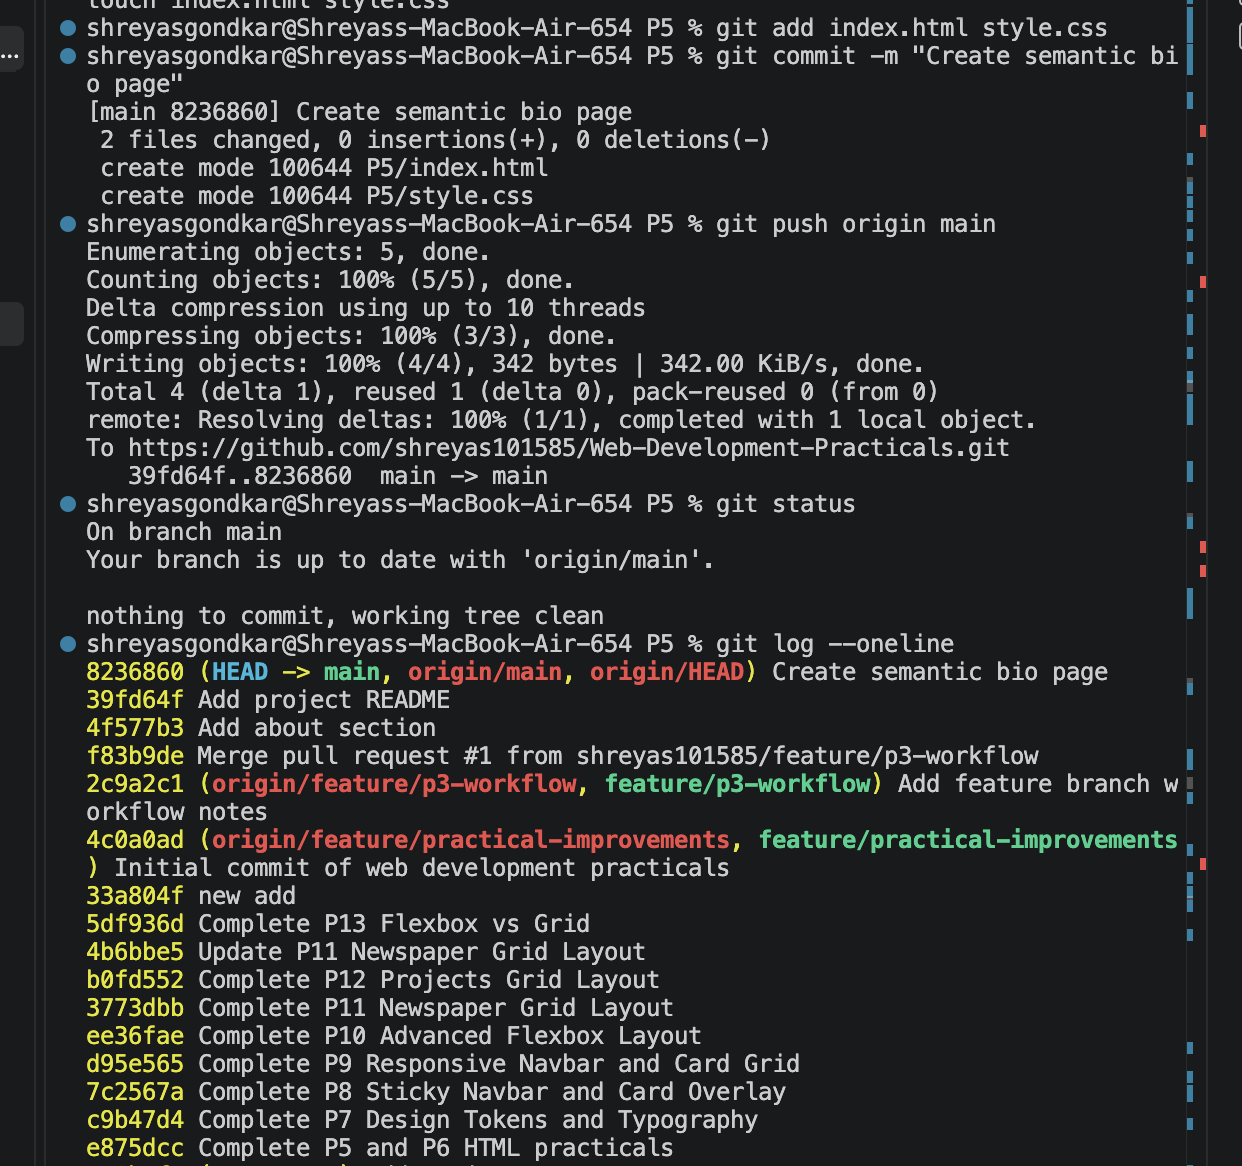 touch index.html style.css
shreyasgondkar@Shreyass-MacBook-Air-654 P5 % git add index.html style.css
shreyasgondkar@Shreyass-MacBook-Air-654 P5 % git commit -m "Create semantic bi
o page"
[main 8236860] Create semantic bio page
 2 files changed, 0 insertions(+), 0 deletions(-)
 create mode 100644 P5/index.html
 create mode 100644 P5/style.css
shreyasgondkar@Shreyass-MacBook-Air-654 P5 % git push origin main
Enumerating objects: 5, done.
Counting objects: 100% (5/5), done.
Delta compression using up to 10 threads
Compressing objects: 100% (3/3), done.
Writing objects: 100% (4/4), 342 bytes | 342.00 KiB/s, done.
Total 4 (delta 1), reused 1 (delta 0), pack-reused 0 (from 0)
remote: Resolving deltas: 100% (1/1), completed with 1 local object.
To https://github.com/shreyas101585/Web-Development-Practicals.git
   39fd64f..8236860  main -> main
shreyasgondkar@Shreyass-MacBook-Air-654 P5 % git status
On branch main
Your branch is up to date with 'origin/main'.

nothing to commit, working tree clean
shreyasgondkar@Shreyass-MacBook-Air-654 P5 % git log --oneline
8236860 (HEAD -> main, origin/main, origin/HEAD) Create semantic bio page
39fd64f Add project README
4f577b3 Add about section
f83b9de Merge pull request #1 from shreyas101585/feature/p3-workflow
2c9a2c1 (origin/feature/p3-workflow, feature/p3-workflow) Add feature branch w
orkflow notes
4c0a0ad (origin/feature/practical-improvements, feature/practical-improvements
) Initial commit of web development practicals
33a804f new add
5df936d Complete P13 Flexbox vs Grid
4b6bbe5 Update P11 Newspaper Grid Layout
b0fd552 Complete P12 Projects Grid Layout
3773dbb Complete P11 Newspaper Grid Layout
ee36fae Complete P10 Advanced Flexbox Layout
d95e565 Complete P9 Responsive Navbar and Card Grid
7c2567a Complete P8 Sticky Navbar and Card Overlay
c9b47d4 Complete P7 Design Tokens and Typography
e875dcc Complete P5 and P6 HTML practicals